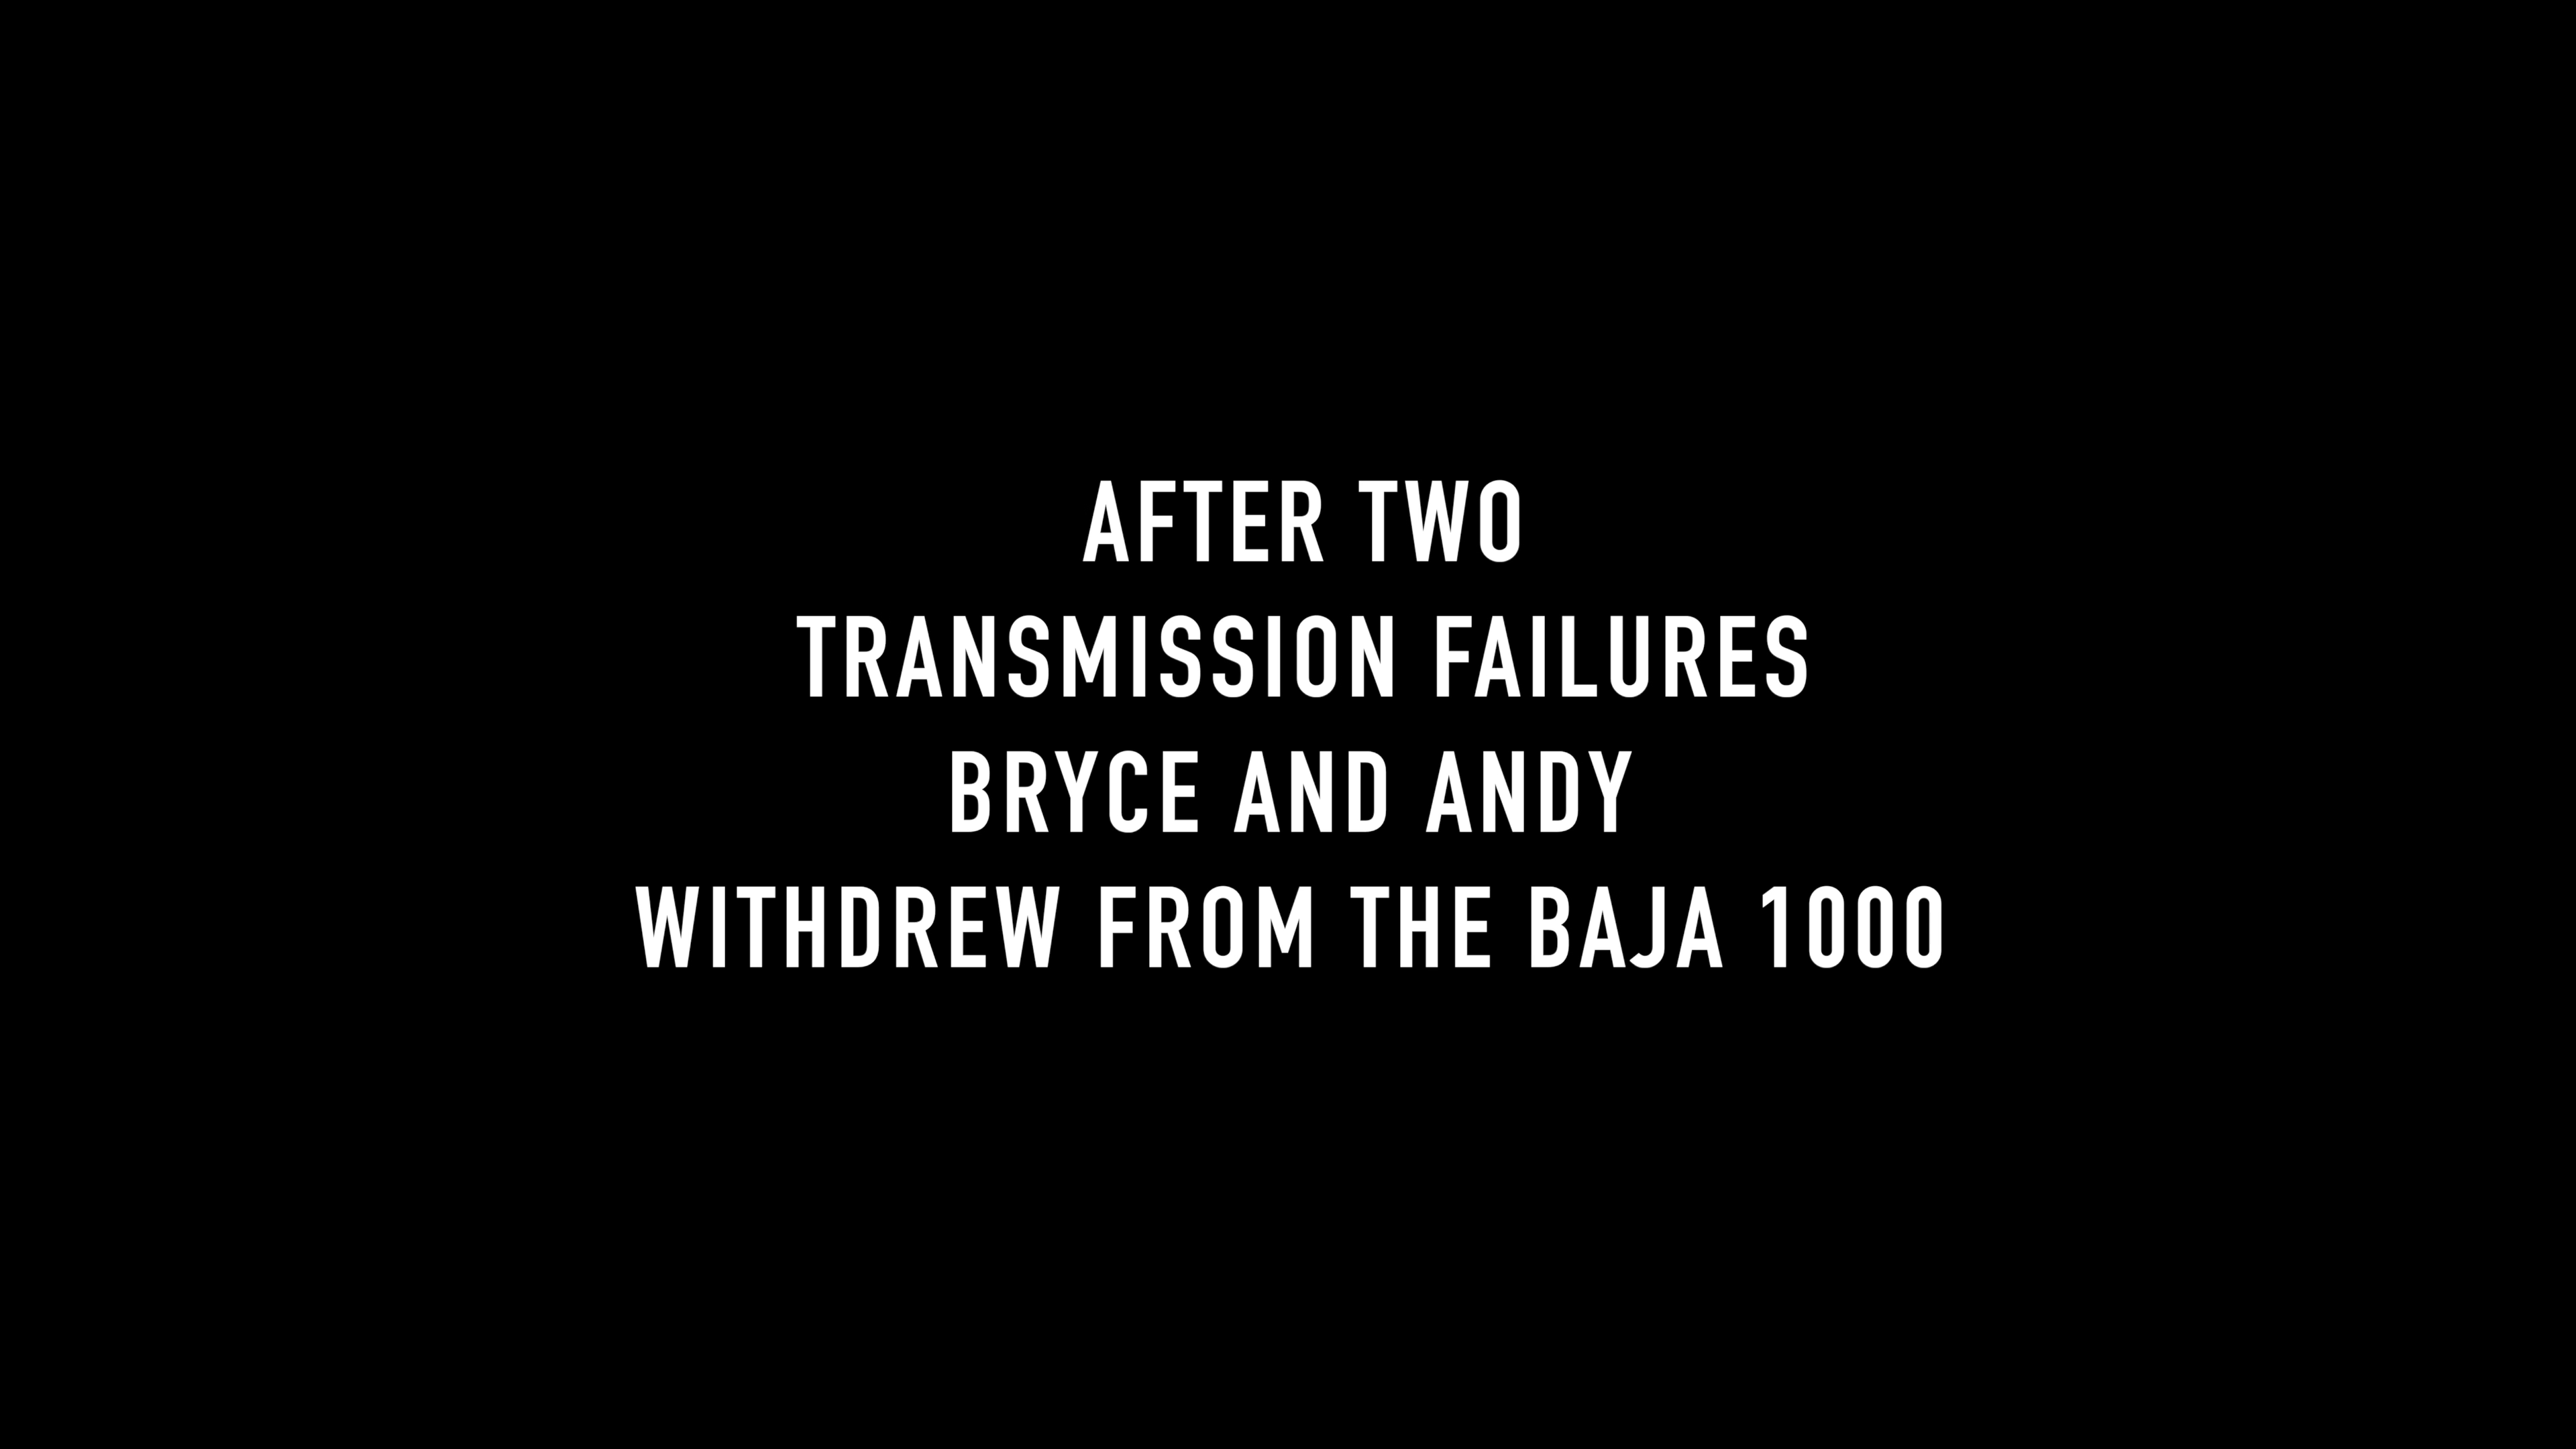 AFTER TWO
TRANSMISSION FAILURES
BRYCE AND ANDY
WITHDREW FROM THE BAJA 1000